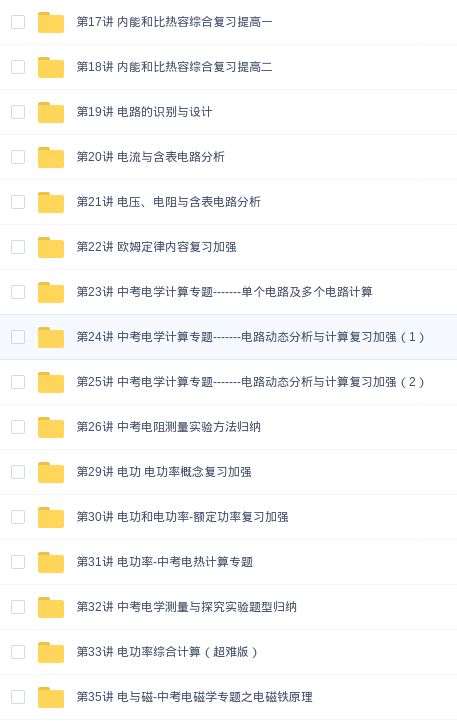 第17讲 内能和比热容综合复习提高一
第18讲 内能和比热容综合复习提高二
第19讲 电路的识别与设计
第20讲 电流与含表电路分析
第21讲 电压、电阻与含表电路分析
第22讲 欧姆定律内容复习加强
第23讲 中考电学计算专题-------单个电路及多个电路计算
第24讲 中考电学计算专题-------电路动态分析与计算复习加强（1）
第25讲 中考电学计算专题-------电路动态分析与计算复习加强（2）
第26讲 中考电阻测量实验方法归纳
第29讲 电功 电功率概念复习加强
第30讲 电功和电功率-额定功率复习加强
第31讲 电功率-中考电热计算专题
第32讲 中考电学测量与探究实验题型归纳
第33讲 电功率综合计算（超难版）
第35讲 电与磁-中考电磁学专题之电磁铁原理